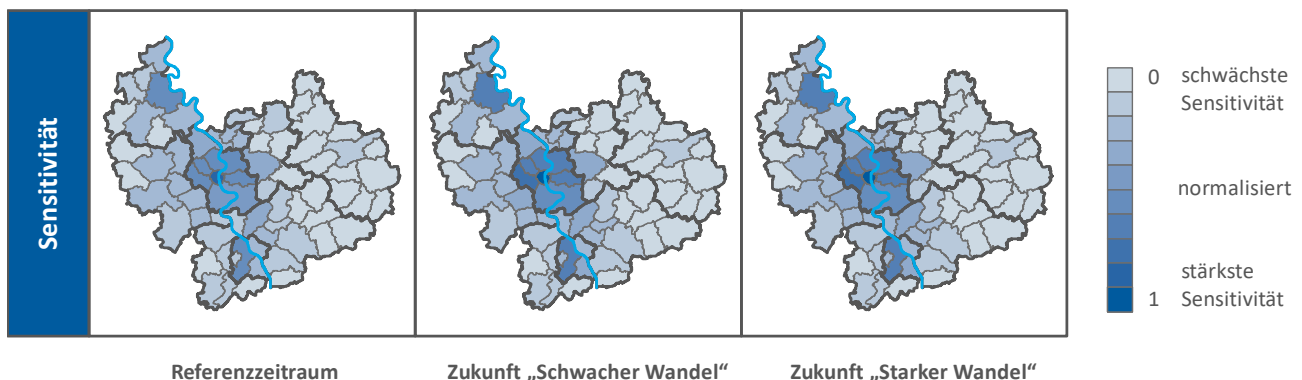 Sensitivität
0 schwächste
Sensitivität
normalisiert
stärkste
1 Sensitivität
Referenzzeitraum
Zukunft „Schwacher Wandel“
Zukunft „Starker Wandel“